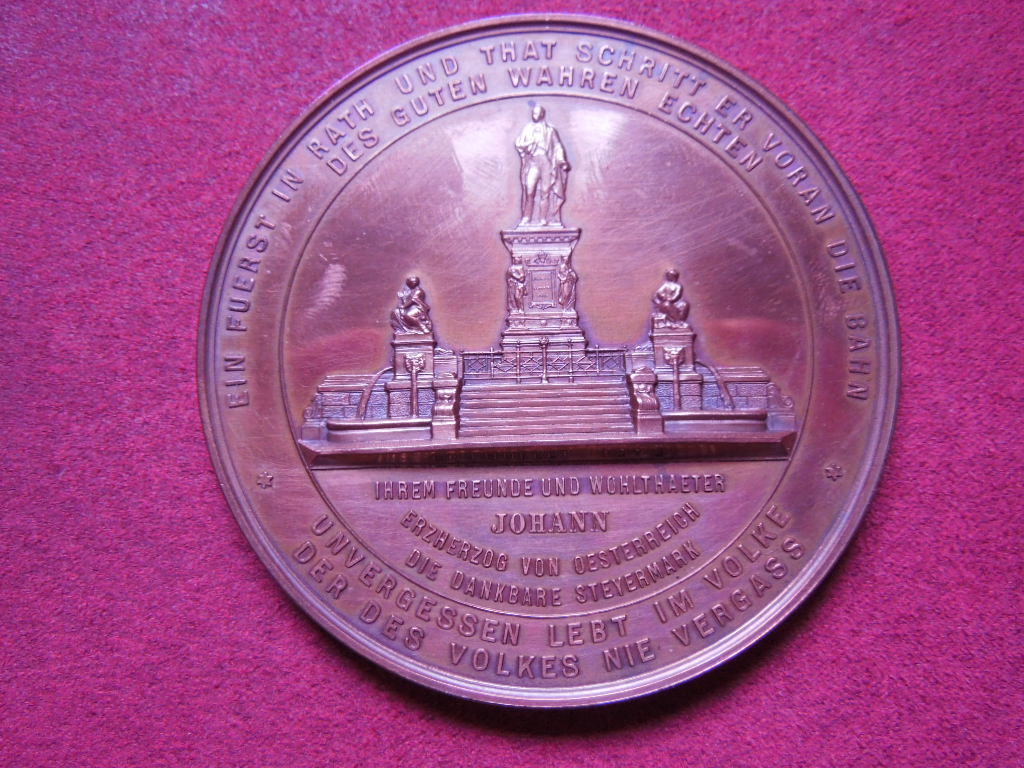 EIN FUERST IN RATH UND THAT SCHRITT ER VORAN DIE BAHN
DES GUTEN WAHREN ECHTEN
IHREM FREUNDE UND WOHLTHAETER
JOHANN
ERZHERZOG VON OESTERREICH
DIE DANKBARE STEYERMARK
UNVERGESSEN LEBT IM VOLKE
DER DES VOLKES NIE VERGASS